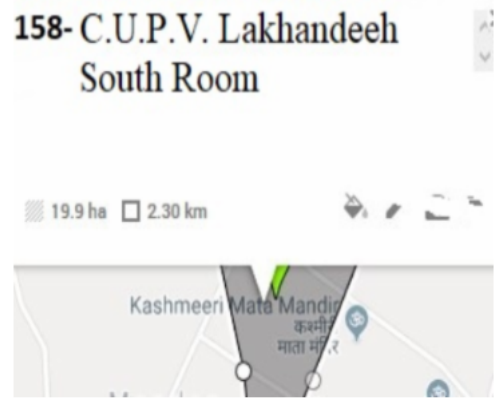 158- C.U.P.V. Lakhandeeh
South Room
19.9 ha 2.30 km
Kashmeeri Mata Mandir
कश्मीरी
माता मंदिर